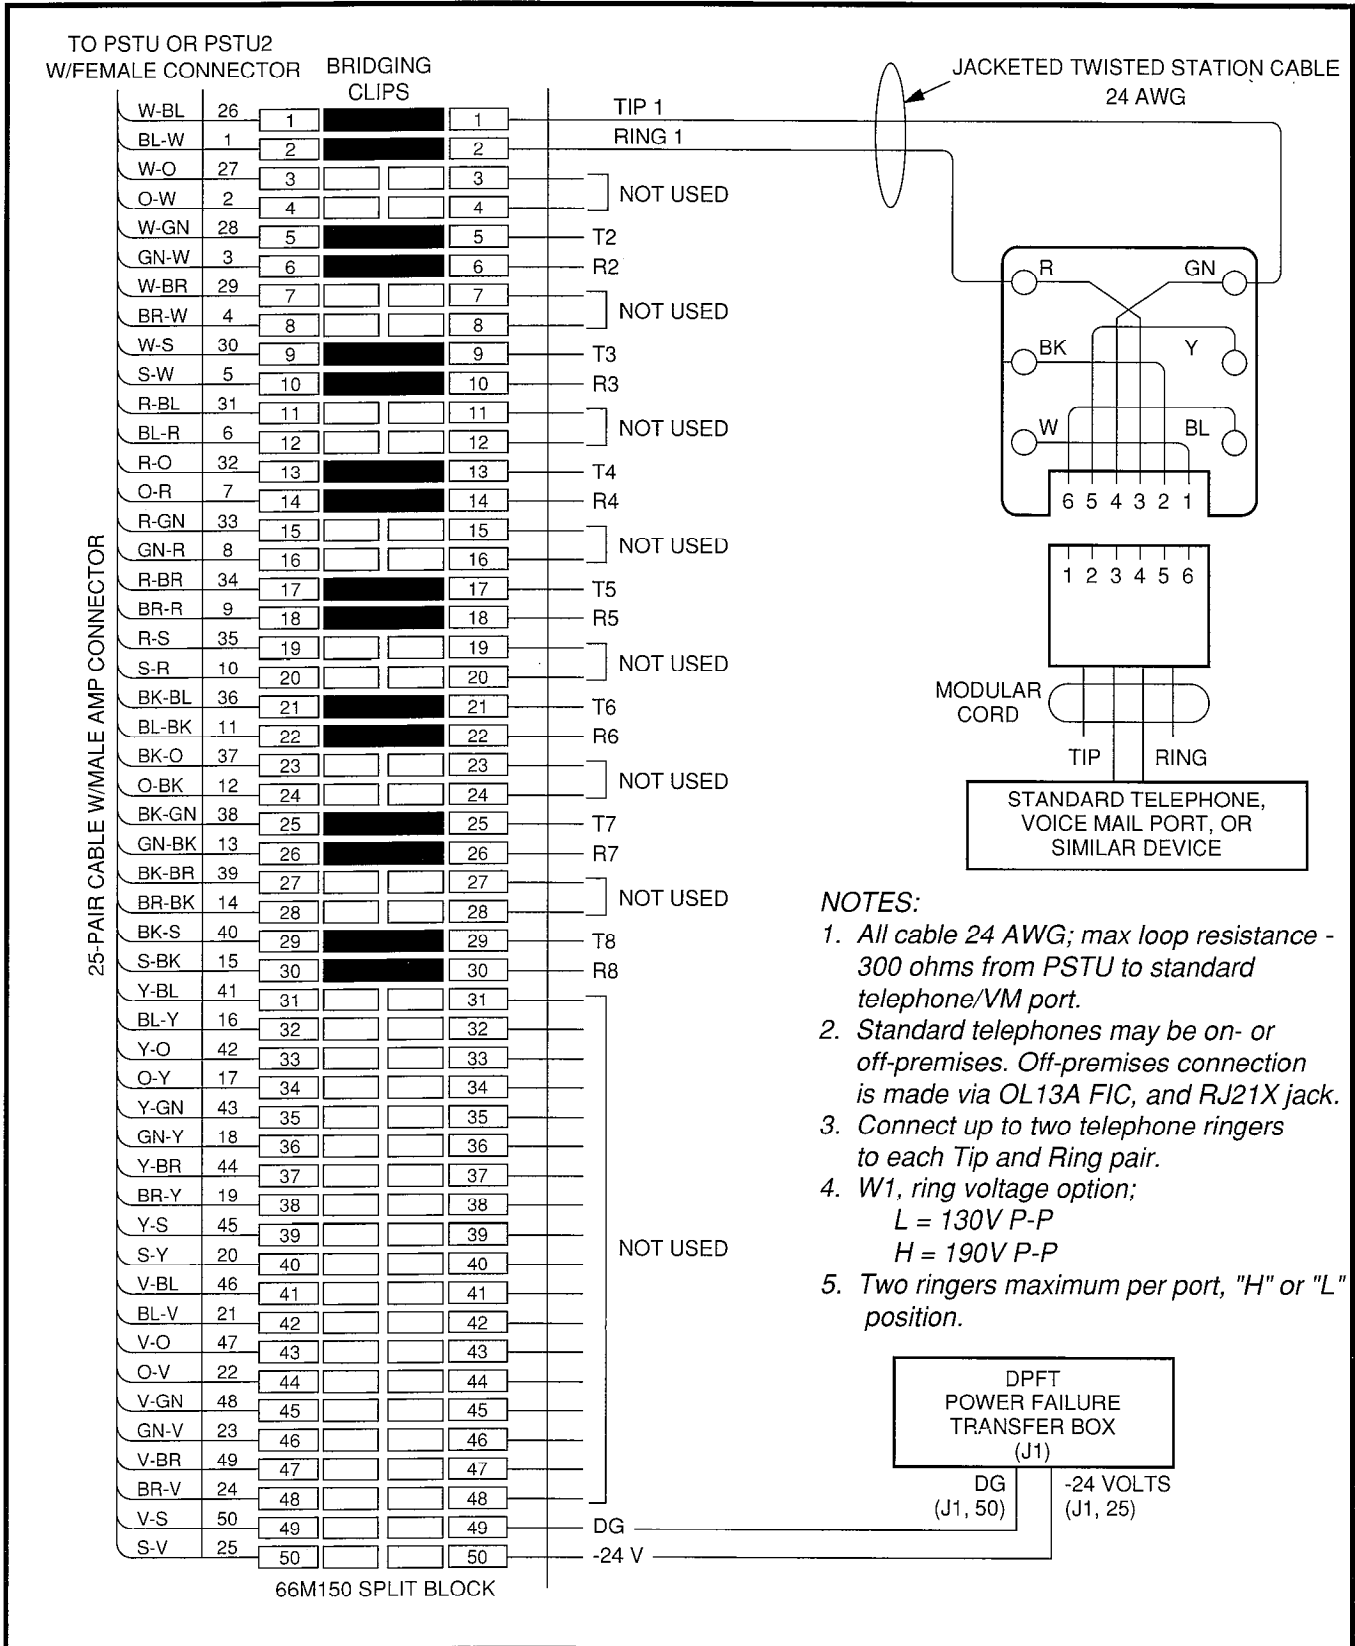 TO PSTU OR PSTU2
W/FEMALE CONNECTOR
BRIDGING
CLIPS
25-PAIR CABLE W/MALE AMP CONNECTOR
W-BL 26 1 1 TIP 1
BL-W 1 2 2 RING 1
W-O 27 3 3
O-W 2 4 4
NOT USED
W-GN 28 5 5 T2
GN-W 3 6 6 R2
W-BR 29 7 7
BR-W 4 8 8
NOT USED
W-S 30 9 9 T3
S-W 5 10 10 R3
R-BL 31 11 11
BL-R 6 12 12
NOT USED
R-O 32 13 13 T4
O-R 7 14 14 R4
R-GN 33 15 15
GN-R 8 16 16
NOT USED
R-BR 34 17 17 T5
BR-R 9 18 18 R5
R-S 35 19 19
S-R 10 20 20
NOT USED
BK-BL 36 21 21 T6
BL-BK 11 22 22 R6
BK-O 37 23 23
O-BK 12 24 24
NOT USED
BK-GN 38 25 25 T7
GN-BK 13 26 26 R7
BK-BR 39 27 27
BR-BK 14 28 28
NOT USED
BK-S 40 29 29 T8
S-BK 15 30 30 R8
Y-BL 41 31 31
BL-Y 16 32 32
Y-O 42 33 33
O-Y 17 34 34
Y-GN 43 35 35
GN-Y 18 36 36
Y-BR 44 37 37
BR-Y 19 38 38
Y-S 45 39 39
S-Y 20 40 40
NOT USED
V-BL 46 41 41
BL-V 21 42 42
V-O 47 43 43
O-V 22 44 44
V-GN 48 45 45
GN-V 23 46 46
V-BR 49 47 47
BR-V 24 48 48
V-S 50 49 49 DG
S-V 25 50 50 -24 V
66M150 SPLIT BLOCK
JACKETED TWISTED STATION CABLE
24 AWG
R GN
BK Y
W BL
6 5 4 3 2 1
1 2 3 4 5 6
MODULAR
CORD
TIP RING
STANDARD TELEPHONE,
VOICE MAIL PORT, OR
SIMILAR DEVICE
NOTES:
1. All cable 24 AWG; max loop resistance -
300 ohms from PSTU to standard
telephone/VM port.
2. Standard telephones may be on- or
off-premises. Off-premises connection
is made via OL13A FIC, and RJ21X jack.
3. Connect up to two telephone ringers
to each Tip and Ring pair.
4. W1, ring voltage option;
L = 130V P-P
H = 190V P-P
5. Two ringers maximum per port, "H" or "L"
position.
DPFT
POWER FAILURE
TRANSFER BOX
(J1)
DG
(J1, 50)
-24 VOLTS
(J1, 25)